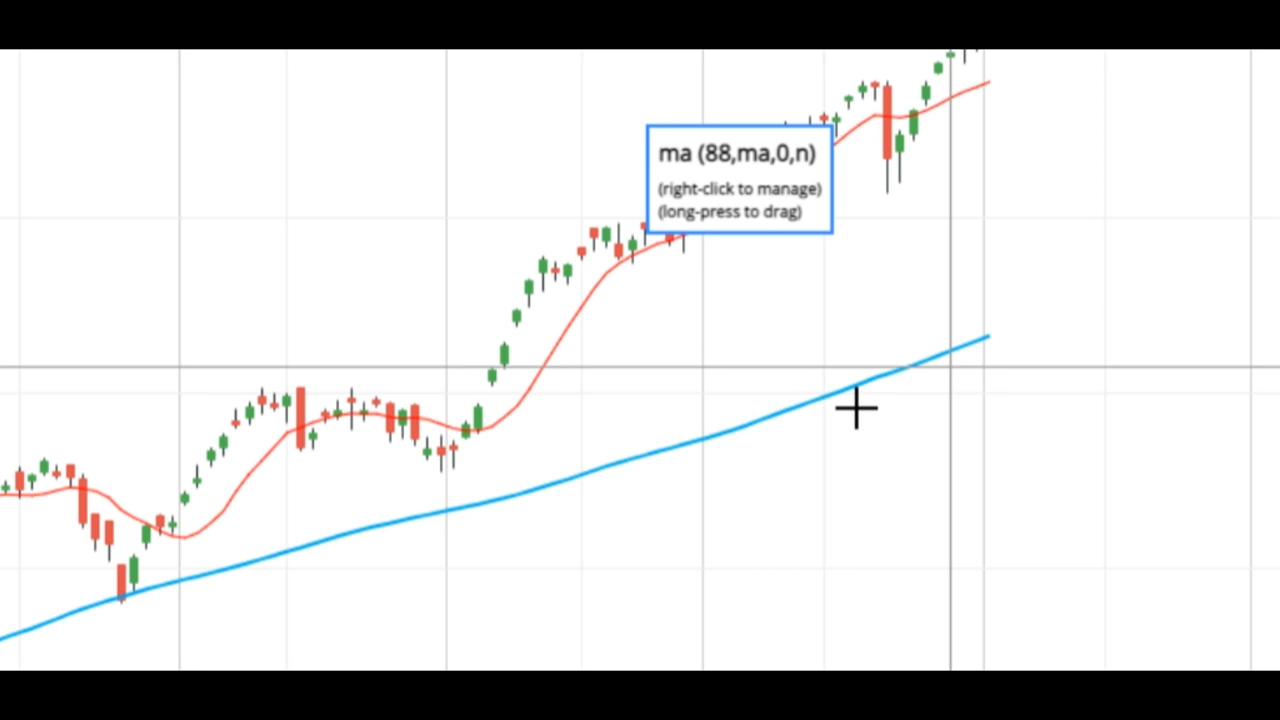 ma (88,ma,0,n)
(right-click to manage)
(long-press to drag)